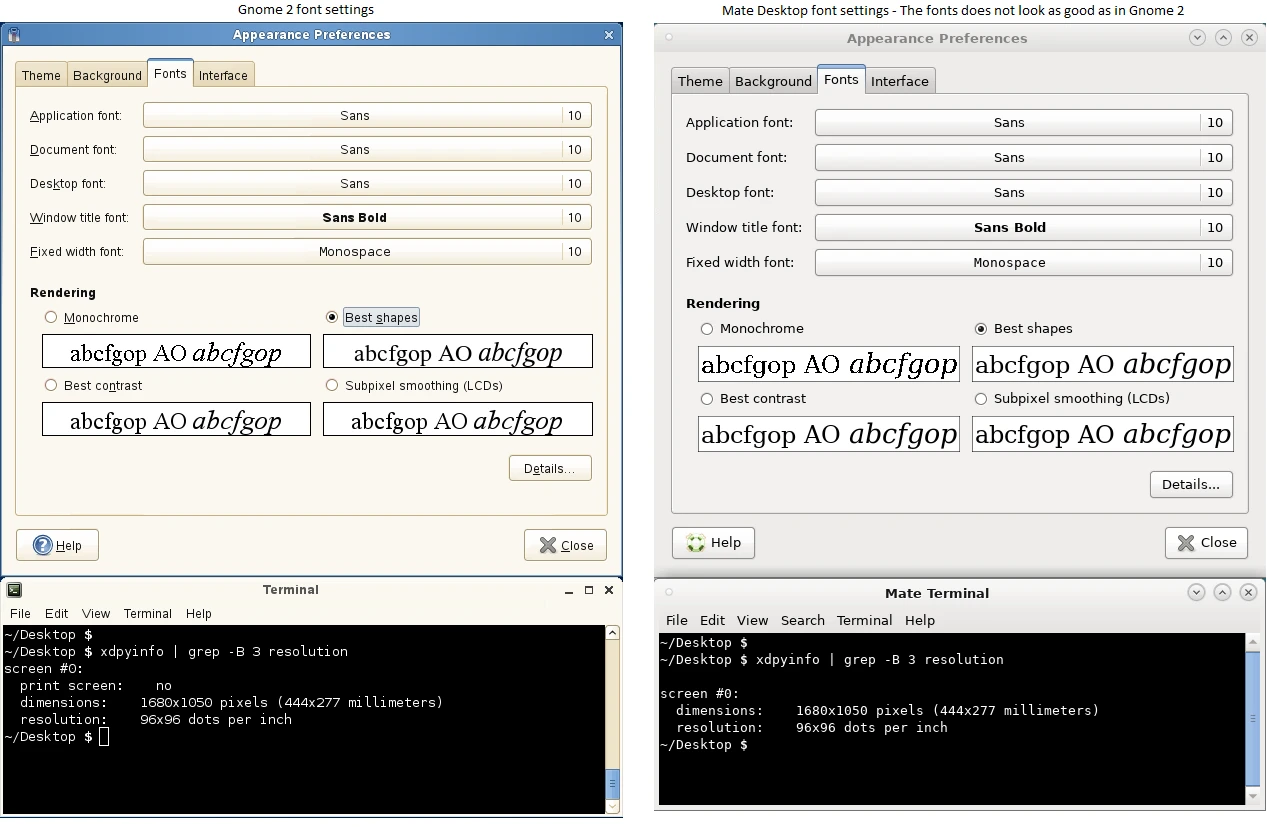 Gnome 2 font settings
Appearance Preferences
Theme Background Fonts Interface
Application font: Sans 10
Document font: Sans 10
Desktop font: Sans 10
Window title font: Sans Bold 10
Fixed width font: Monospace 10
Rendering
Monochrome Best shapes
abcfgop AO abcfgop abcfgop AO abcfgop
Best contrast Subpixel smoothing (LCDs)
abcfgop AO abcfgop abcfgop AO abcfgop
Details...
Help Close
Terminal
File Edit View Terminal Help
~/Desktop $
~/Desktop $ xdpyinfo | grep -B 3 resolution
screen #0:
print screen: no
dimensions: 1680x1050 pixels (444x277 millimeters)
resolution: 96x96 dots per inch
~/Desktop $
Mate Desktop font settings - The fonts does not look as good as in Gnome 2
Appearance Preferences
Theme Background Fonts Interface
Application font: Sans 10
Document font: Sans 10
Desktop font: Sans 10
Window title font: Sans Bold 10
Fixed width font: Monospace 10
Rendering
Monochrome Best shapes
abcfgop AO abcfgop abcfgop AO abcfgop
Best contrast Subpixel smoothing (LCDs)
abcfgop AO abcfgop abcfgop AO abcfgop
Details...
Help Close
Mate Terminal
File Edit View Search Terminal Help
~/Desktop $
~/Desktop $ xdpyinfo | grep -B 3 resolution
screen #0:
dimensions: 1680x1050 pixels (444x277 millimeters)
resolution: 96x96 dots per inch
~/Desktop $